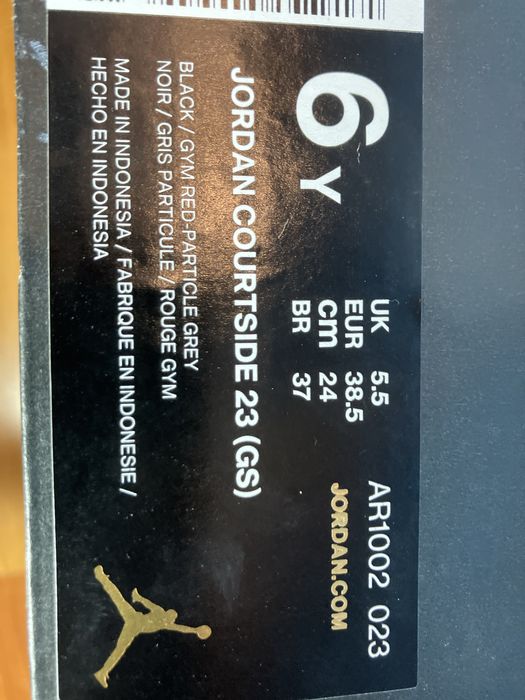 6Y
UK 5.5
EUR 38.5
cm 24
BR 37
AR1002 023
JORDAN.COM
JORDAN COURTSIDE 23 (GS)
BLACK / GYM RED-PARTICLE GREY
NOIR / GRIS PARTICULE / ROUGE GYM
MADE IN INDONESIA / FABRIQUE EN INDONESIE /
HECHO EN INDONESIA